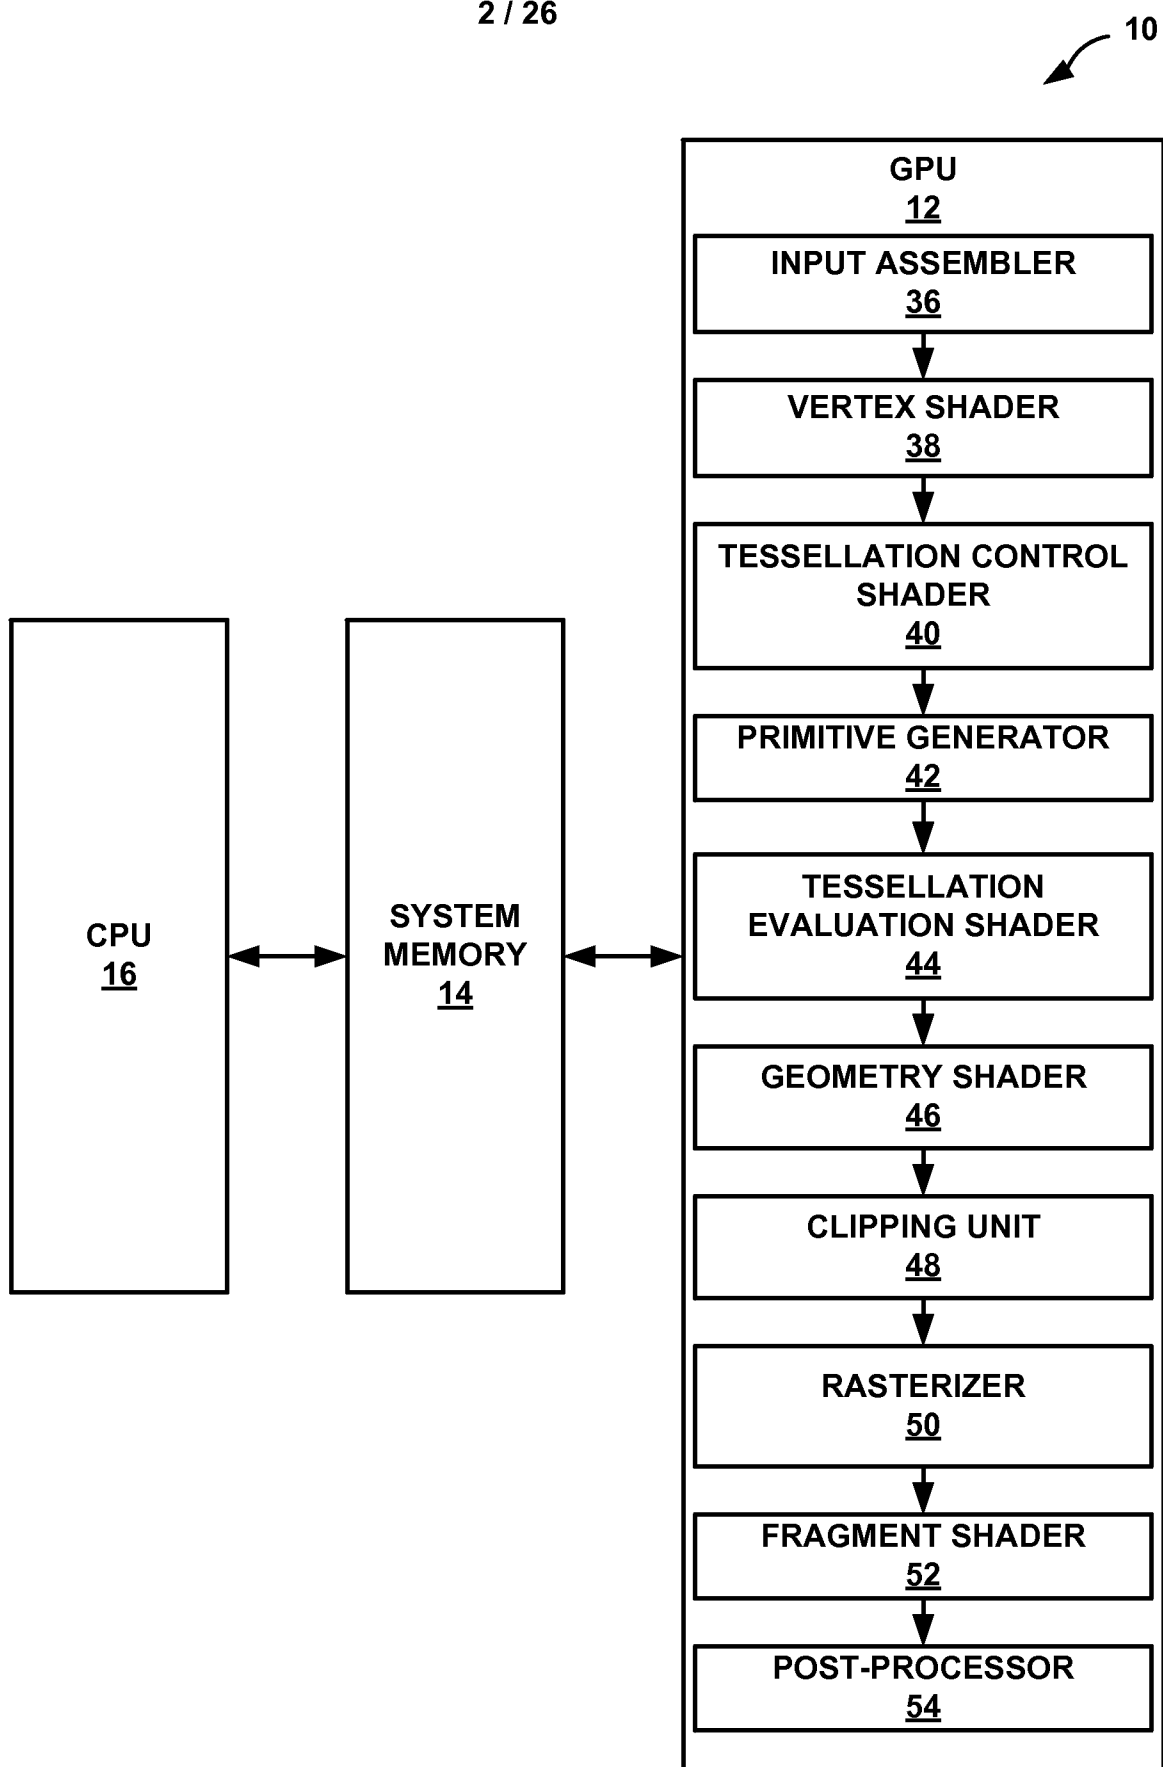 2 / 26
10
GPU
12
INPUT ASSEMBLER
36
VERTEX SHADER
38
TESSELLATION CONTROL
SHADER
40
PRIMITIVE GENERATOR
42
TESSELLATION
EVALUATION SHADER
44
GEOMETRY SHADER
46
CLIPPING UNIT
48
RASTERIZER
50
FRAGMENT SHADER
52
POST-PROCESSOR
54
CPU
16
SYSTEM
MEMORY
14